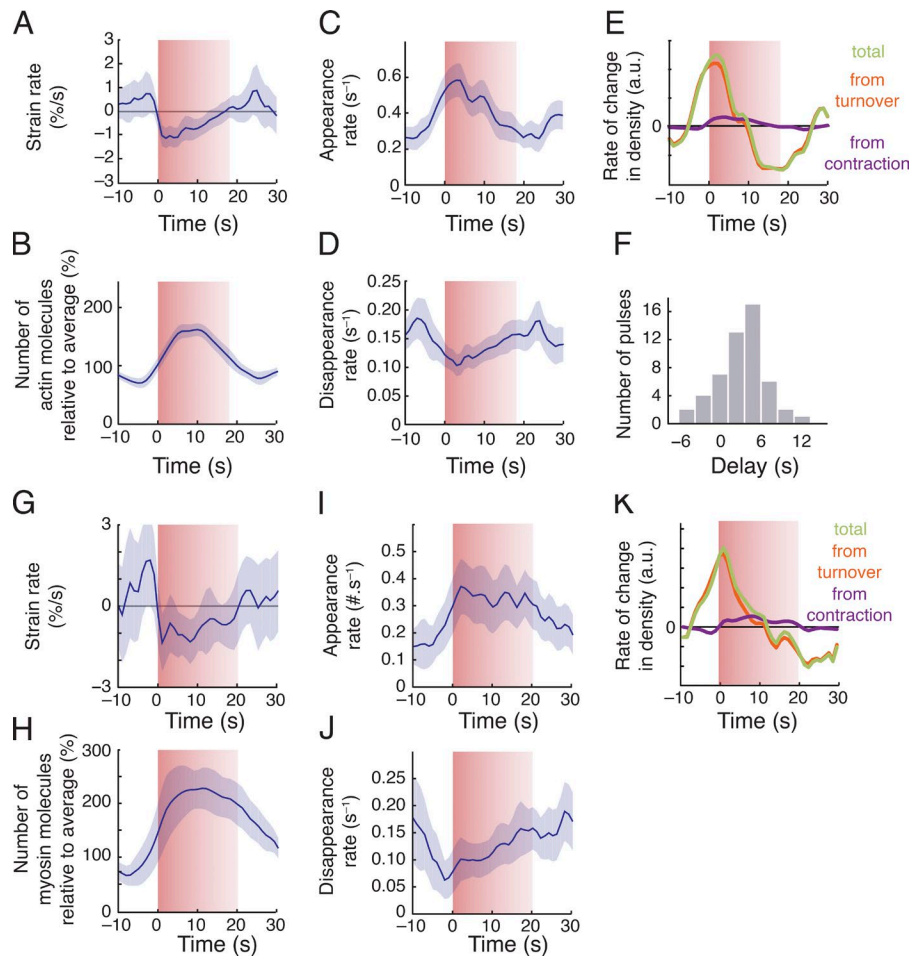 A
Strain rate
(%/s)
3
2
1
0
−1
−2
−3
−10 0 10 20 30
Time (s)
C
Appearance
rate (s⁻¹)
0.6
0.4
0.2
0
−10 0 10 20 30
Time (s)
E
Rate of change
in density (a.u.)
0
total
from
turnover
from
contraction
−10 0 10 20 30
Time (s)
B
Number of
actin molecules
relative to average (%)
200
100
0
-10 0 10 20 30
Time (s)
D
Disappearance
rate (s⁻¹)
0.25
0.20
0.15
0.10
0.05
0
−10 0 10 20 30
Time (s)
F
Number of pulses
16
12
8
4
0
-6 0 6 12
Delay (s)
G
Strain rate
(%/s)
3
0
−3
−10 0 10 20 30
Time (s)
I
Appearance
rate (#.s⁻¹)
0.5
0.4
0.3
0.2
0.1
0
−10 0 10 20 30
Time (s)
K
Rate of change
in density (a.u.)
0
total
from
turnover
from
contraction
−10 0 10 20 30
Time (s)
H
Number of
myosin molecules
relative to average (%)
300
200
100
0
−10 0 10 20 30
Time (s)
J
Disappearance
rate (s⁻¹)
0.20
0.15
0.10
0.05
0
−10 0 10 20 30
Time (s)